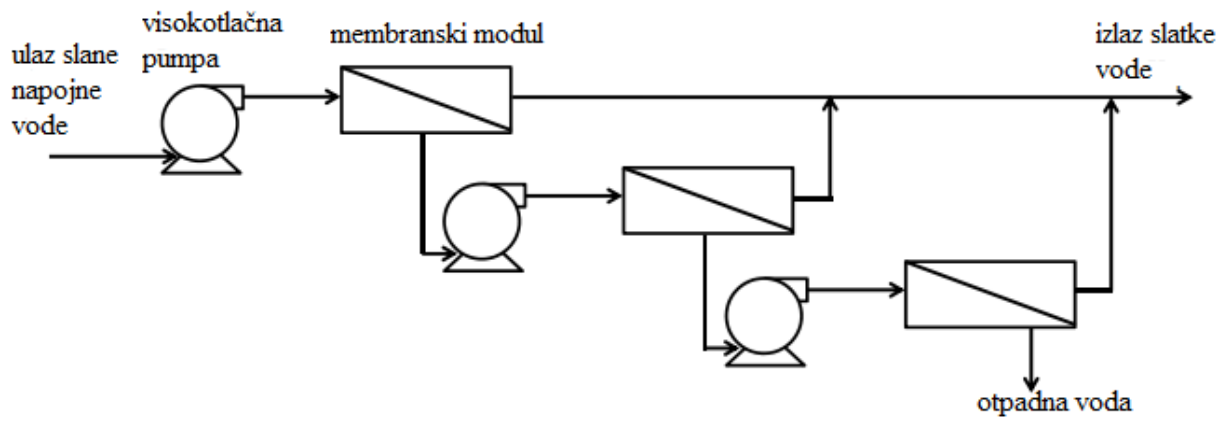 ulaz slane
napojne
vode
visokotlačna
pumpa
membranski modul
izlaz slatke
vode
otpadna voda